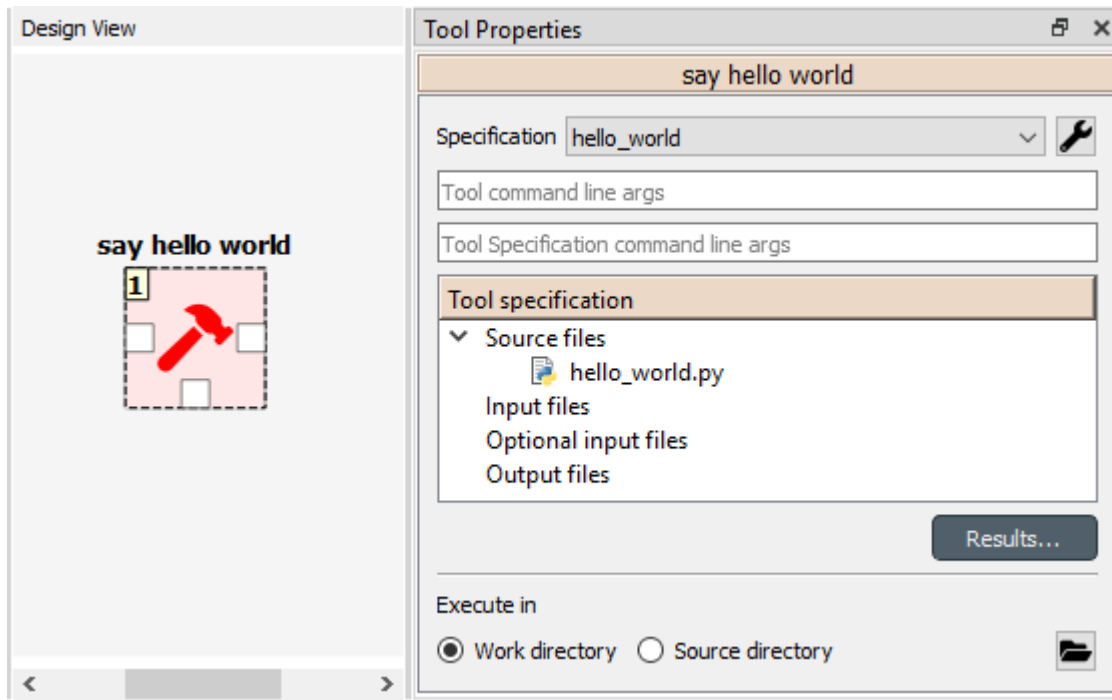 Design View
say hello world
1
Tool Properties
say hello world
Specification hello_world
Tool command line args
Tool Specification command line args
Tool specification
Source files
hello_world.py
Input files
Optional input files
Output files
Results...
Execute in
Work directory Source directory